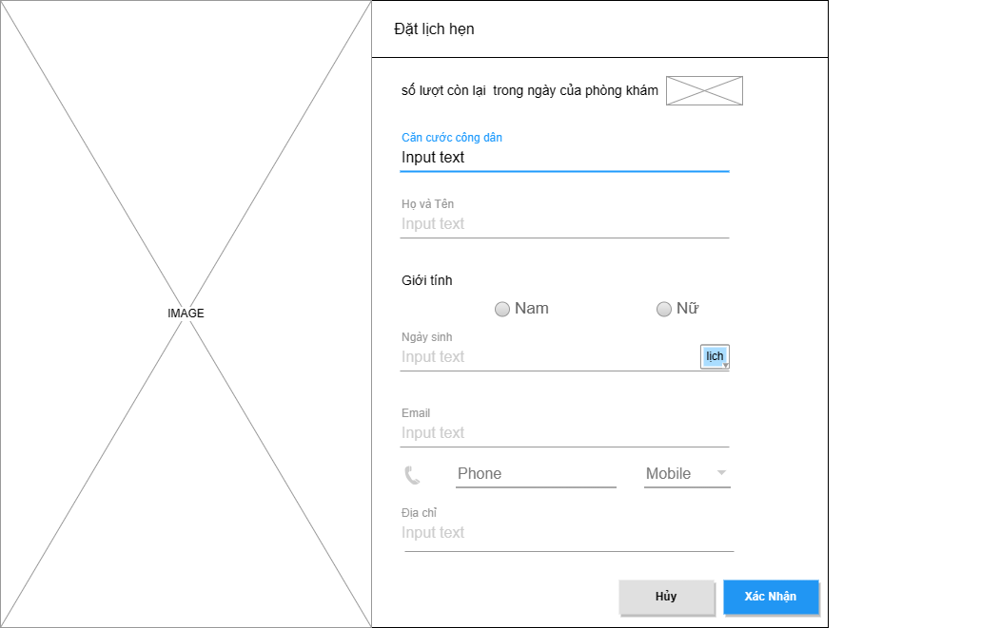 Đặt lịch hẹn
số lượt còn lại trong ngày của phòng khám
Căn cước công dân
Input text
Họ và Tên
Input text
Giới tính
Nam Nữ
IMAGE
Ngày sinh
Input text lịch
Email
Input text
Phone Mobile
Địa chỉ
Input text
Hủy Xác Nhận